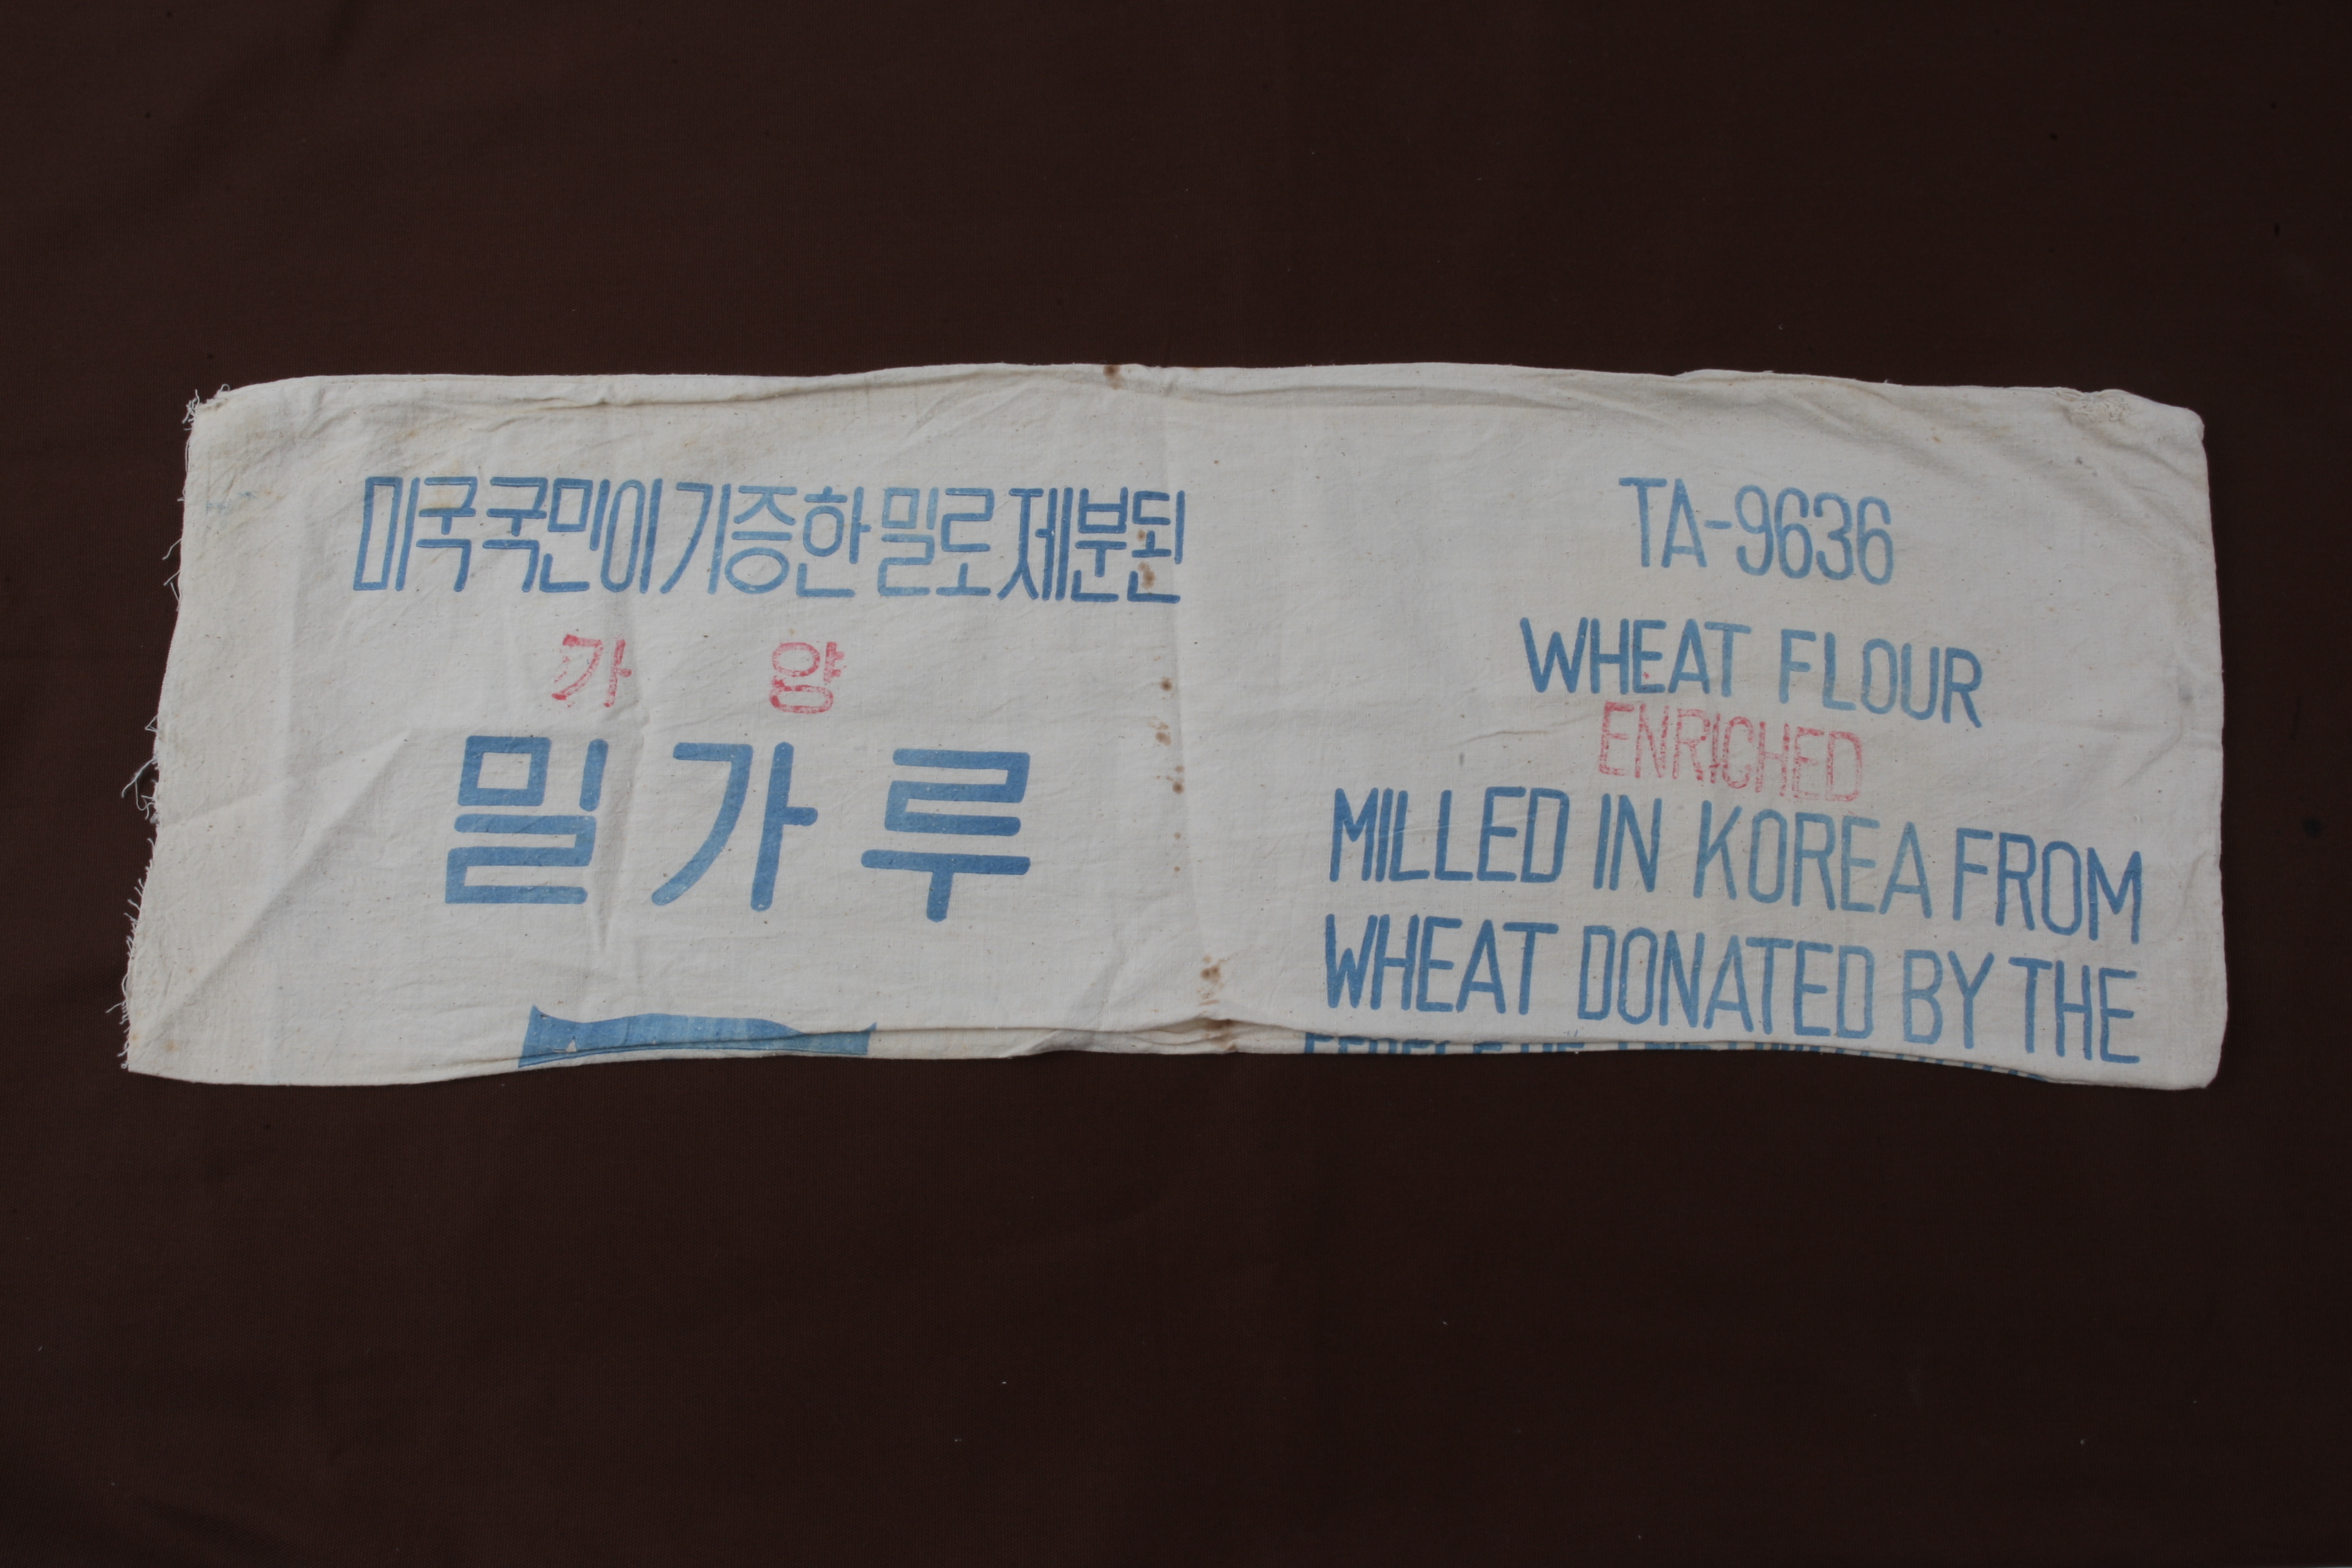 미국 국민이 기증한 밀로 제분된
까 양
밀가루
TA-9636
WHEAT FLOUR
ENRICHED
MILLED IN KOREA FROM
WHEAT DONATED BY THE